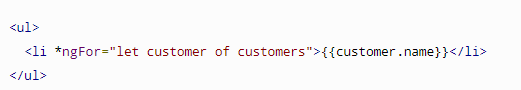 <ul>
  <li *ngFor="let customer of customers">{{customer.name}}</li>
</ul>